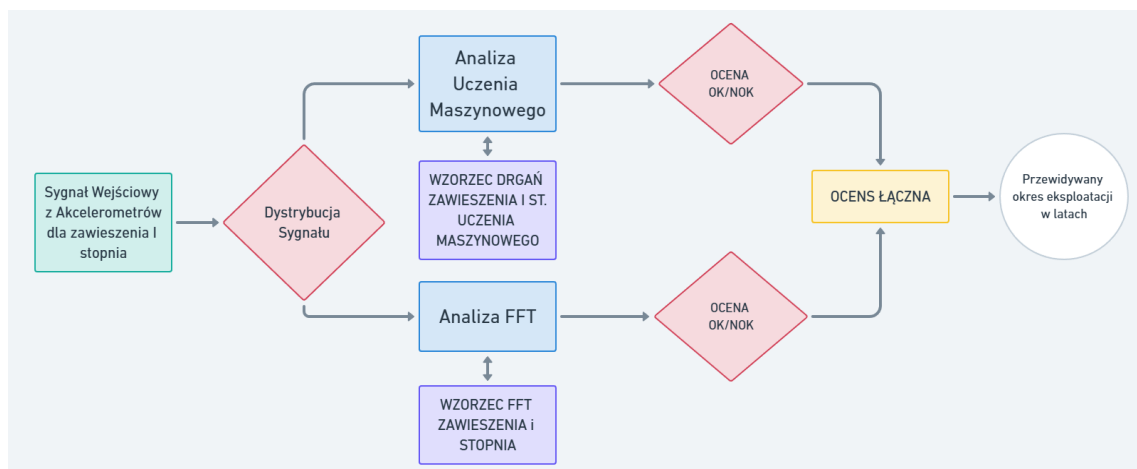 Sygnał Wejściowy
z Akcelerometrów
dla zawieszenia I
stopnia
Dystrybucja
Sygnału
Analiza
Uczenia
Maszynowego
WZORZEC DRGAŃ
ZAWIESZENIA I ST.
UCZENIA
MASZYNOWEGO
OCENA
OK/NOK
Analiza FFT
WZORZEC FFT
ZAWIESZENIA i
STOPNIA
OCENA
OK/NOK
OCENS ŁĄCZNA
Przewidywany
okres eksploatacji
w latach